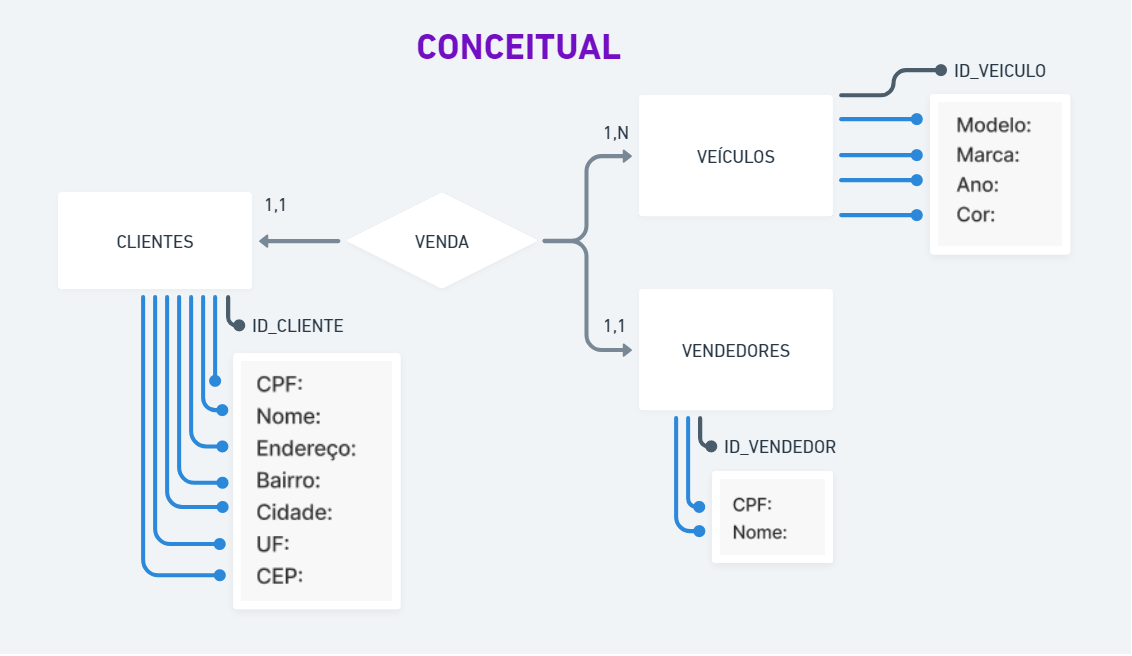 CONCEITUAL
ID_VEICULO
Modelo:
Marca:
Ano:
Cor:
1,N
VEÍCULOS
1,1
CLIENTES
VENDA
1,1
VENDEDORES
ID_CLIENTE
CPF:
Nome:
Endereço:
Bairro:
Cidade:
UF:
CEP:
ID_VENDEDOR
CPF:
Nome: